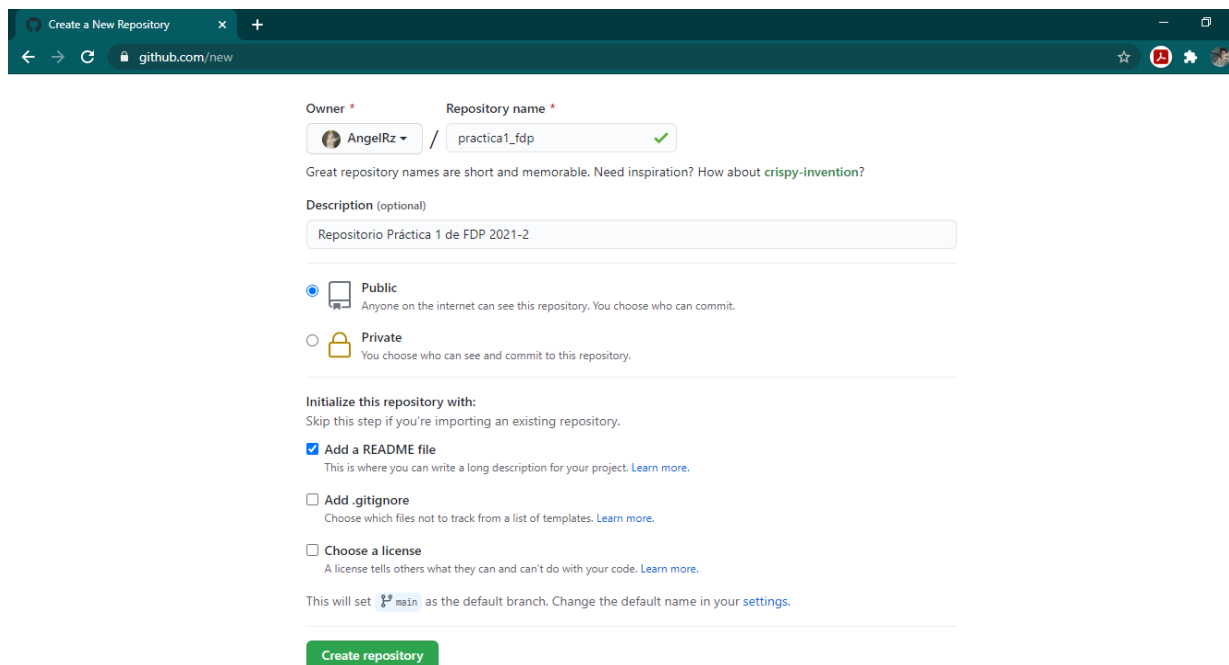 Create a New Repository
github.com/new
Owner * Repository name *
AngelRz / practica1_fdp
Great repository names are short and memorable. Need inspiration? How about crispy-invention?
Description (optional)
Repositorio Práctica 1 de FDP 2021-2
Public
Anyone on the internet can see this repository. You choose who can commit.
Private
You choose who can see and commit to this repository.
Initialize this repository with:
Skip this step if you're importing an existing repository.
Add a README file
This is where you can write a long description for your project. Learn more.
Add .gitignore
Choose which files not to track from a list of templates. Learn more.
Choose a license
A license tells others what they can and can't do with your code. Learn more.
This will set main as the default branch. Change the default name in your settings.
Create repository